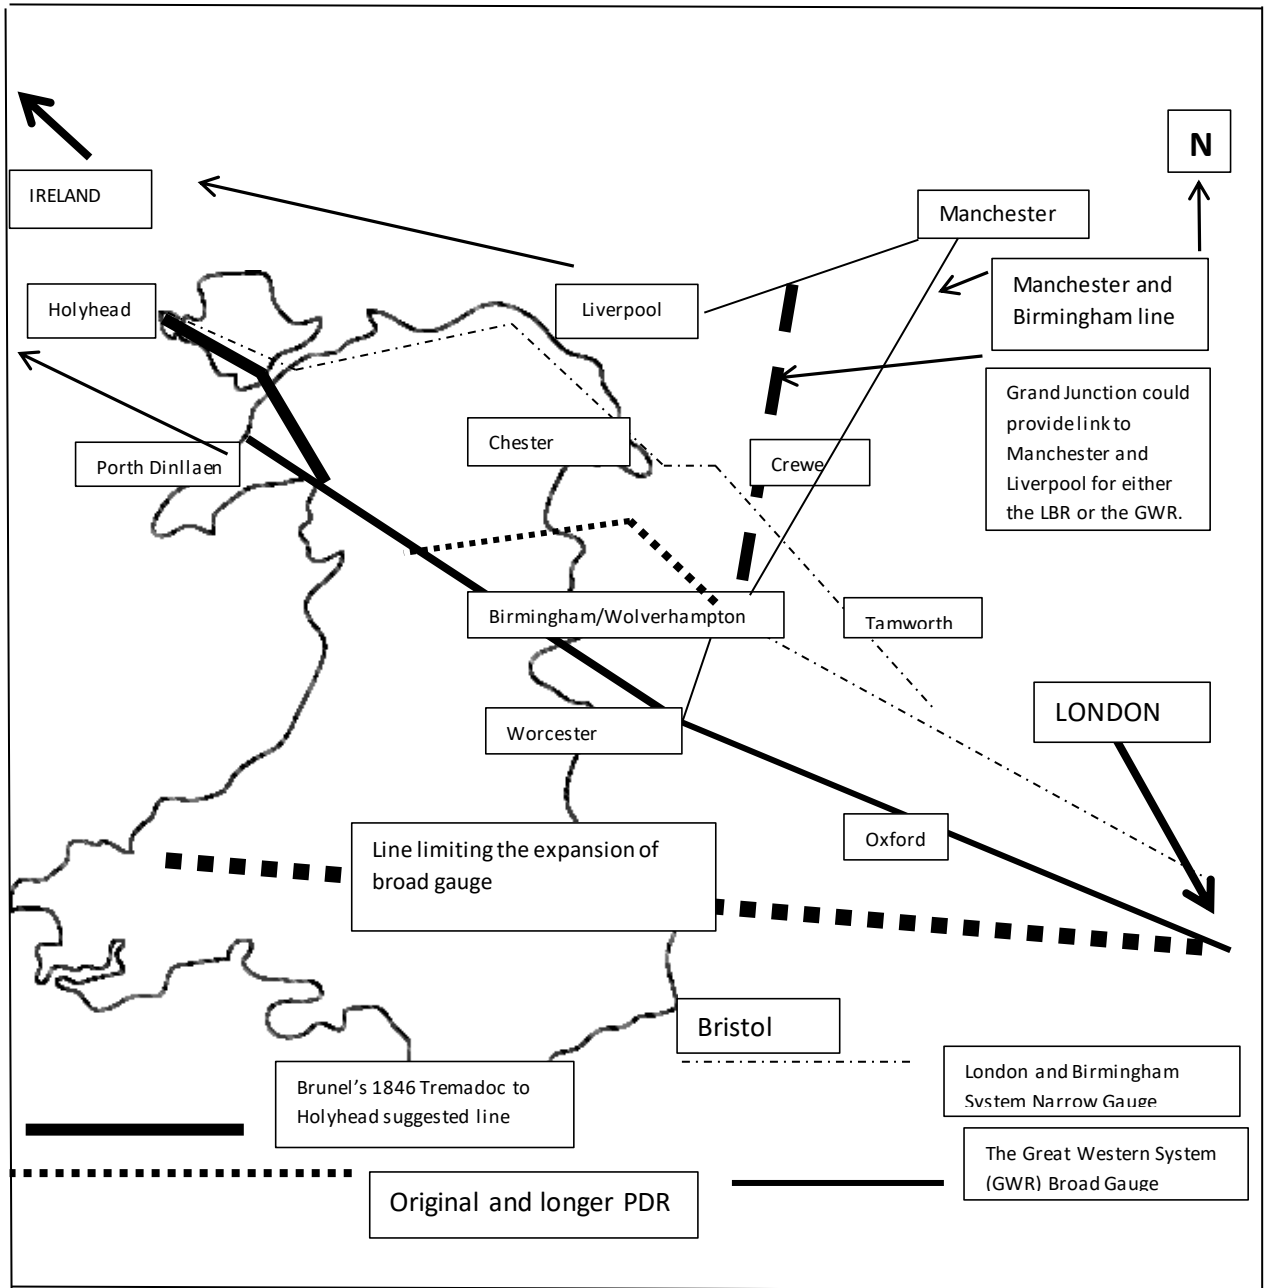 N
IRELAND
Manchester
Manchester and
Birmingham line
Holyhead
Liverpool
Grand Junction could
provide link to
Manchester and
Liverpool for either
the LBR or the GWR.
Chester
Crewe
Porth Dinllaen
Birmingham/Wolverhampton
Tamworth
LONDON
Worcester
Oxford
Line limiting the expansion of
broad gauge
Bristol
London and Birmingham
System Narrow Gauge
Brunel’s 1846 Tremadoc to
Holyhead suggested line
The Great Western System
(GWR) Broad Gauge
Original and longer PDR